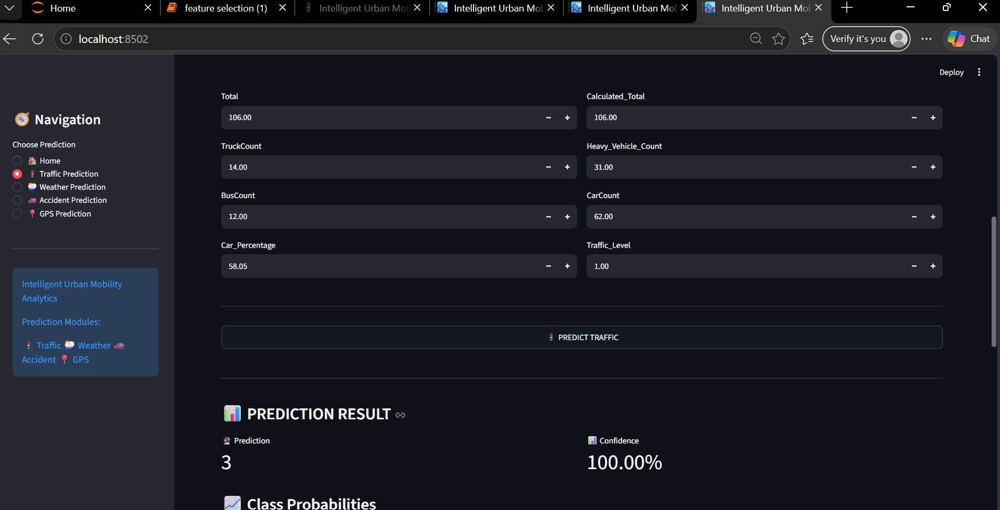 Home
feature selection (1)
Intelligent Urban Mo
Intelligent Urban Mo
Intelligent Urban Mo
Intelligent Urban Mo
localhost:8502
Verify it's you
Chat
Deploy
Navigation
Choose Prediction
Home
Traffic Prediction
Weather Prediction
Accident Prediction
GPS Prediction
Intelligent Urban Mobility
Analytics
Prediction Modules:
Traffic Weather
Accident GPS
Total
Calculated_Total
106.00
106.00
TruckCount
Heavy_Vehicle_Count
14.00
31.00
BusCount
CarCount
12.00
62.00
Car_Percentage
Traffic_Level
58.05
1.00
PREDICT TRAFFIC
PREDICTION RESULT
Prediction
Confidence
3
100.00%
Class Probabilities